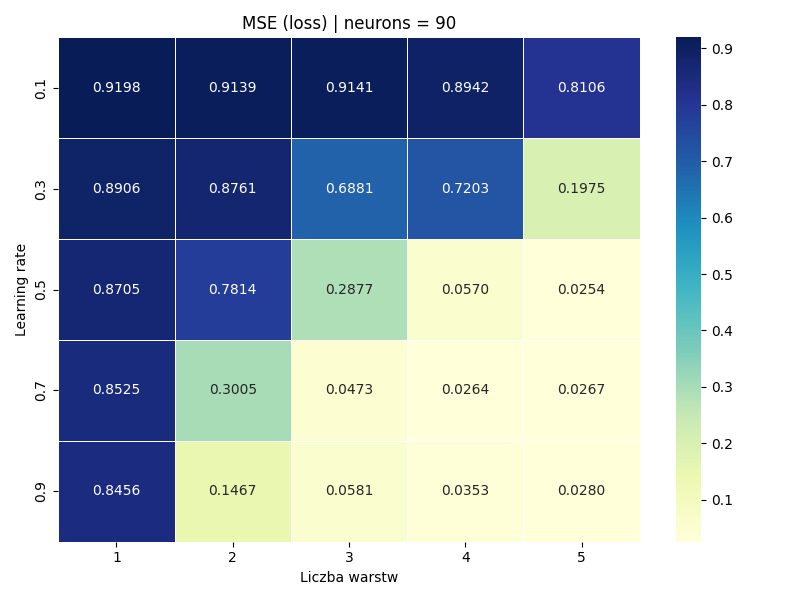 MSE (loss) | neurons = 90
0.1 0.9198 0.9139 0.9141 0.8942 0.8106
0.3 0.8906 0.8761 0.6881 0.7203 0.1975
0.5 0.8705 0.7814 0.2877 0.0570 0.0254
0.7 0.8525 0.3005 0.0473 0.0264 0.0267
0.9 0.8456 0.1467 0.0581 0.0353 0.0280
1 2 3 4 5
Learning rate
Liczba warstw
0.9
0.8
0.7
0.6
0.5
0.4
0.3
0.2
0.1